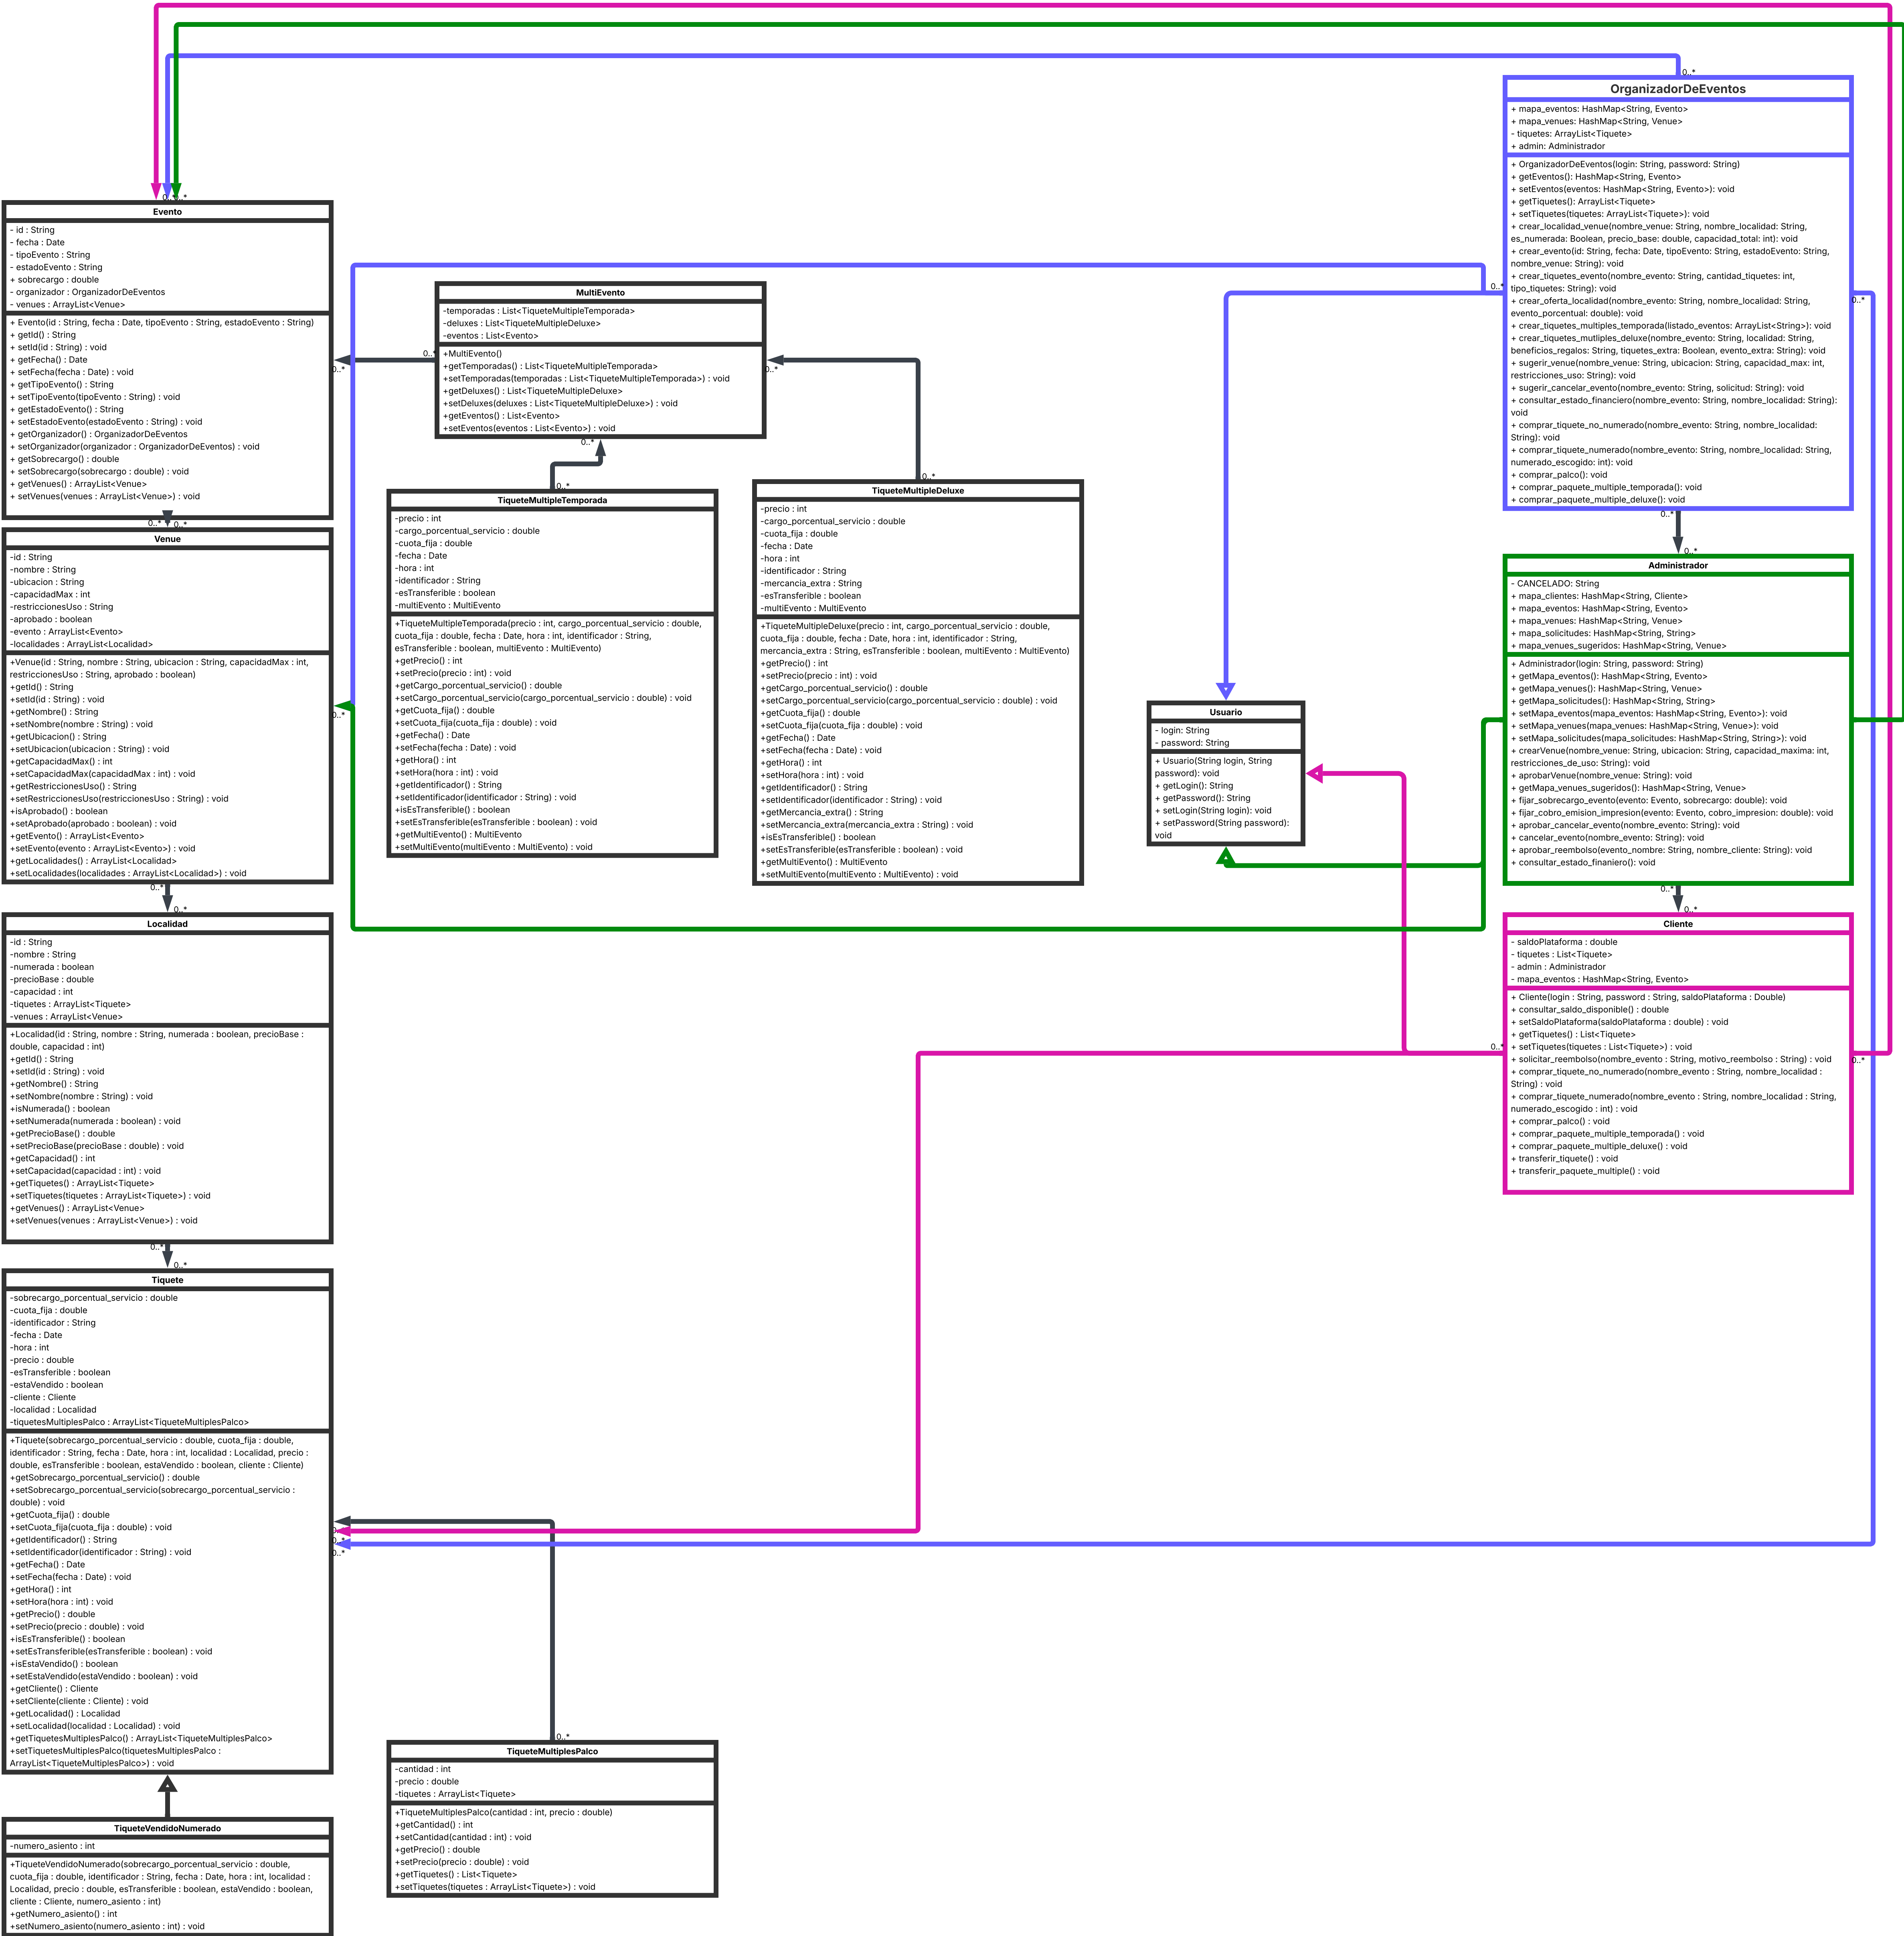 0..*
OrganizadorDeEventos
+ mapa_eventos: HashMap<String, Evento>
+ mapa_venues: HashMap<String, Venue>
- tiquetes: ArrayList<Tiquete>
+ admin: Administrador
+ OrganizadorDeEventos(login: String, password: String)
+ getEventos(): HashMap<String, Evento>
+ setEventos(eventos: HashMap<String, Evento>): void
+ getTiquetes(): ArrayList<Tiquete>
+ setTiquetes(tiquetes: ArrayList<Tiquete>): void
+ crear_localidad_venue(nombre_venue: String, nombre_localidad: String,
es_numerada: Boolean, precio_base: double, capacidad_total: int): void
+ crear_evento(id: String, fecha: Date, tipoEvento: String, estadoEvento: String,
nombre_venue: String): void
+ crear_tiquetes_evento(nombre_evento: String, cantidad_tiquetes: int,
tipo_tiquetes: String): void
+ crear_oferta_localidad(nombre_evento: String, nombre_localidad: String,
evento_porcentual: double): void
+ crear_tiquetes_multiples_temporada(listado_eventos: ArrayList<String>): void
+ crear_tiquetes_mutliples_deluxe(nombre_evento: String, localidad: String,
beneficios_regalos: String, tiquetes_extra: Boolean, evento_extra: String): void
+ sugerir_venue(nombre_venue: String, ubicacion: String, capacidad_max: int,
restricciones_uso: String): void
+ sugerir_cancelar_evento(nombre_evento: String, solicitud: String): void
+ consultar_estado_financiero(nombre_evento: String, nombre_localidad: String):
void
+ comprar_tiquete_no_numerado(nombre_evento: String, nombre_localidad:
String): void
+ comprar_tiquete_numerado(nombre_evento: String, nombre_localidad: String,
numerado_escogido: int): void
+ comprar_palco(): void
+ comprar_paquete_multiple_temporada(): void
+ comprar_paquete_multiple_deluxe(): void
0..*
0..*
0..*
0..*
Evento
- id : String
- fecha : Date
- tipoEvento : String
- estadoEvento : String
+ sobrecargo : double
- organizador : OrganizadorDeEventos
- venues : ArrayList<Venue>
+ Evento(id : String, fecha : Date, tipoEvento : String, estadoEvento : String)
+ getId() : String
+ setId(id : String) : void
+ getFecha() : Date
+ setFecha(fecha : Date) : void
+ getTipoEvento() : String
+ setTipoEvento(tipoEvento : String) : void
+ getEstadoEvento() : String
+ setEstadoEvento(estadoEvento : String) : void
+ getOrganizador() : OrganizadorDeEventos
+ setOrganizador(organizador : OrganizadorDeEventos) : void
+ getSobrecargo() : double
+ setSobrecargo(sobrecargo : double) : void
+ getVenues() : ArrayList<Venue>
+ setVenues(venues : ArrayList<Venue>) : void
0..*
0..*
MultiEvento
-temporadas : List<TiqueteMultipleTemporada>
-deluxes : List<TiqueteMultipleDeluxe>
-eventos : List<Evento>
+MultiEvento()
+getTemporadas() : List<TiqueteMultipleTemporada>
+setTemporadas(temporadas : List<TiqueteMultipleTemporada>) : void
+getDeluxes() : List<TiqueteMultipleDeluxe>
+setDeluxes(deluxes : List<TiqueteMultipleDeluxe>) : void
+getEventos() : List<Evento>
+setEventos(eventos : List<Evento>) : void
0..*
0..*
0..*
0..*
TiqueteMultipleTemporada
-precio : int
-cargo_porcentual_servicio : double
-cuota_fija : double
-fecha : Date
-hora : int
-identificador : String
-esTransferible : boolean
-multiEvento : MultiEvento
+TiqueteMultipleTemporada(precio : int, cargo_porcentual_servicio : double,
cuota_fija : double, fecha : Date, hora : int, identificador : String,
esTransferible : boolean, multiEvento : MultiEvento)
+getPrecio() : int
+setPrecio(precio : int) : void
+getCargo_porcentual_servicio() : double
+setCargo_porcentual_servicio(cargo_porcentual_servicio : double) : void
+getCuota_fija() : double
+setCuota_fija(cuota_fija : double) : void
+getFecha() : Date
+setFecha(fecha : Date) : void
+getHora() : int
+setHora(hora : int) : void
+getIdentificador() : String
+setIdentificador(identificador : String) : void
+isEsTransferible() : boolean
+setEsTransferible(esTransferible : boolean) : void
+getMultiEvento() : MultiEvento
+setMultiEvento(multiEvento : MultiEvento) : void
TiqueteMultipleDeluxe
-precio : int
-cargo_porcentual_servicio : double
-cuota_fija : double
-fecha : Date
-hora : int
-identificador : String
-mercancia_extra : String
-esTransferible : boolean
-multiEvento : MultiEvento
+TiqueteMultipleDeluxe(precio : int, cargo_porcentual_servicio : double,
cuota_fija : double, fecha : Date, hora : int, identificador : String,
mercancia_extra : String, esTransferible : boolean, multiEvento : MultiEvento)
+getPrecio() : int
+setPrecio(precio : int) : void
+getCargo_porcentual_servicio() : double
+setCargo_porcentual_servicio(cargo_porcentual_servicio : double) : void
+getCuota_fija() : double
+setCuota_fija(cuota_fija : double) : void
+getFecha() : Date
+setFecha(fecha : Date) : void
+getHora() : int
+setHora(hora : int) : void
+getIdentificador() : String
+setIdentificador(identificador : String) : void
+getMercancia_extra() : String
+setMercancia_extra(mercancia_extra : String) : void
+isEsTransferible() : boolean
+setEsTransferible(esTransferible : boolean) : void
+getMultiEvento() : MultiEvento
+setMultiEvento(multiEvento : MultiEvento) : void
0..*
0..*
Venue
-id : String
-nombre : String
-ubicacion : String
-capacidadMax : int
-restriccionesUso : String
-aprobado : boolean
-evento : ArrayList<Evento>
-localidades : ArrayList<Localidad>
+Venue(id : String, nombre : String, ubicacion : String, capacidadMax : int,
restriccionesUso : String, aprobado : boolean)
+getId() : String
+setId(id : String) : void
+getNombre() : String
+setNombre(nombre : String) : void
+getUbicacion() : String
+setUbicacion(ubicacion : String) : void
+getCapacidadMax() : int
+setCapacidadMax(capacidadMax : int) : void
+getRestriccionesUso() : String
+setRestriccionesUso(restriccionesUso : String) : void
+isAprobado() : boolean
+setAprobado(aprobado : boolean) : void
+getEvento() : ArrayList<Evento>
+setEvento(evento : ArrayList<Evento>) : void
+getLocalidades() : ArrayList<Localidad>
+setLocalidades(localidades : ArrayList<Localidad>) : void
0..*
Usuario
- login: String
- password: String
+ Usuario(String login, String
password): void
+ getLogin(): String
+ getPassword(): String
+ setLogin(String login): void
+ setPassword(String password):
void
Administrador
- CANCELADO: String
+ mapa_clientes: HashMap<String, Cliente>
+ mapa_eventos: HashMap<String, Evento>
+ mapa_venues: HashMap<String, Venue>
+ mapa_solicitudes: HashMap<String, String>
+ mapa_venues_sugeridos: HashMap<String, Venue>
+ Administrador(login: String, password: String)
+ getMapa_eventos(): HashMap<String, Evento>
+ getMapa_venues(): HashMap<String, Venue>
+ getMapa_solicitudes(): HashMap<String, String>
+ setMapa_eventos(mapa_eventos: HashMap<String, Evento>): void
+ setMapa_venues(mapa_venues: HashMap<String, Venue>): void
+ setMapa_solicitudes(mapa_solicitudes: HashMap<String, String>): void
+ crearVenue(nombre_venue: String, ubicacion: String, capacidad_maxima: int,
restricciones_de_uso: String): void
+ aprobarVenue(nombre_venue: String): void
+ getMapa_venues_sugeridos(): HashMap<String, Venue>
+ fijar_sobrecargo_evento(evento: Evento, sobrecargo: double): void
+ fijar_cobro_emision_impresion(evento: Evento, cobro_impresion: double): void
+ aprobar_cancelar_evento(nombre_evento: String): void
+ cancelar_evento(nombre_evento: String): void
+ aprobar_reembolso(evento_nombre: String, nombre_cliente: String): void
+ consultar_estado_finaniero(): void
0..*
0..*
0..*
0..*
Localidad
-id : String
-nombre : String
-numerada : boolean
-precioBase : double
-capacidad : int
-tiquetes : ArrayList<Tiquete>
-venues : ArrayList<Venue>
+Localidad(id : String, nombre : String, numerada : boolean, precioBase :
double, capacidad : int)
+getId() : String
+setId(id : String) : void
+getNombre() : String
+setNombre(nombre : String) : void
+isNumerada() : boolean
+setNumerada(numerada : boolean) : void
+getPrecioBase() : double
+setPrecioBase(precioBase : double) : void
+getCapacidad() : int
+setCapacidad(capacidad : int) : void
+getTiquetes() : ArrayList<Tiquete>
+setTiquetes(tiquetes : ArrayList<Tiquete>) : void
+getVenues() : ArrayList<Venue>
+setVenues(venues : ArrayList<Venue>) : void
Cliente
- saldoPlataforma : double
- tiquetes : List<Tiquete>
- admin : Administrador
- mapa_eventos : HashMap<String, Evento>
+ Cliente(login : String, password : String, saldoPlataforma : Double)
+ consultar_saldo_disponible() : double
+ setSaldoPlataforma(saldoPlataforma : double) : void
+ getTiquetes() : List<Tiquete>
+ setTiquetes(tiquetes : List<Tiquete>) : void
+ solicitar_reembolso(nombre_evento : String, motivo_reembolso : String) : void
+ comprar_tiquete_no_numerado(nombre_evento : String, nombre_localidad :
String) : void
+ comprar_tiquete_numerado(nombre_evento : String, nombre_localidad : String,
numerado_escogido : int) : void
+ comprar_palco() : void
+ comprar_paquete_multiple_temporada() : void
+ comprar_paquete_multiple_deluxe() : void
+ transferir_tiquete() : void
+ transferir_paquete_multiple() : void
0..*
0..*
0..*
0..*
Tiquete
-sobrecargo_porcentual_servicio : double
-cuota_fija : double
-identificador : String
-fecha : Date
-hora : int
-precio : double
-esTransferible : boolean
-estaVendido : boolean
-cliente : Cliente
-localidad : Localidad
-tiquetesMultiplesPalco : ArrayList<TiqueteMultiplesPalco>
+Tiquete(sobrecargo_porcentual_servicio : double, cuota_fija : double,
identificador : String, fecha : Date, hora : int, localidad : Localidad, precio :
double, esTransferible : boolean, estaVendido : boolean, cliente : Cliente)
+getSobrecargo_porcentual_servicio() : double
+setSobrecargo_porcentual_servicio(sobrecargo_porcentual_servicio :
double) : void
+getCuota_fija() : double
+setCuota_fija(cuota_fija : double) : void
+getIdentificador() : String
+setIdentificador(identificador : String) : void
+getFecha() : Date
+setFecha(fecha : Date) : void
+getHora() : int
+setHora(hora : int) : void
+getPrecio() : double
+setPrecio(precio : double) : void
+isEsTransferible() : boolean
+setEsTransferible(esTransferible : boolean) : void
+isEstaVendido() : boolean
+setEstaVendido(estaVendido : boolean) : void
+getCliente() : Cliente
+setCliente(cliente : Cliente) : void
+getLocalidad() : Localidad
+setLocalidad(localidad : Localidad) : void
+getTiquetesMultiplesPalco() : ArrayList<TiqueteMultiplesPalco>
+setTiquetesMultiplesPalco(tiquetesMultiplesPalco :
ArrayList<TiqueteMultiplesPalco>) : void
0..*
0..*
TiqueteMultiplesPalco
-cantidad : int
-precio : double
-tiquetes : ArrayList<Tiquete>
+TiqueteMultiplesPalco(cantidad : int, precio : double)
+getCantidad() : int
+setCantidad(cantidad : int) : void
+getPrecio() : double
+setPrecio(precio : double) : void
+getTiquetes() : List<Tiquete>
+setTiquetes(tiquetes : ArrayList<Tiquete>) : void
TiqueteVendidoNumerado
-numero_asiento : int
+TiqueteVendidoNumerado(sobrecargo_porcentual_servicio : double,
cuota_fija : double, identificador : String, fecha : Date, hora : int, localidad :
Localidad, precio : double, esTransferible : boolean, estaVendido : boolean,
cliente : Cliente, numero_asiento : int)
+getNumero_asiento() : int
+setNumero_asiento(numero_asiento : int) : void